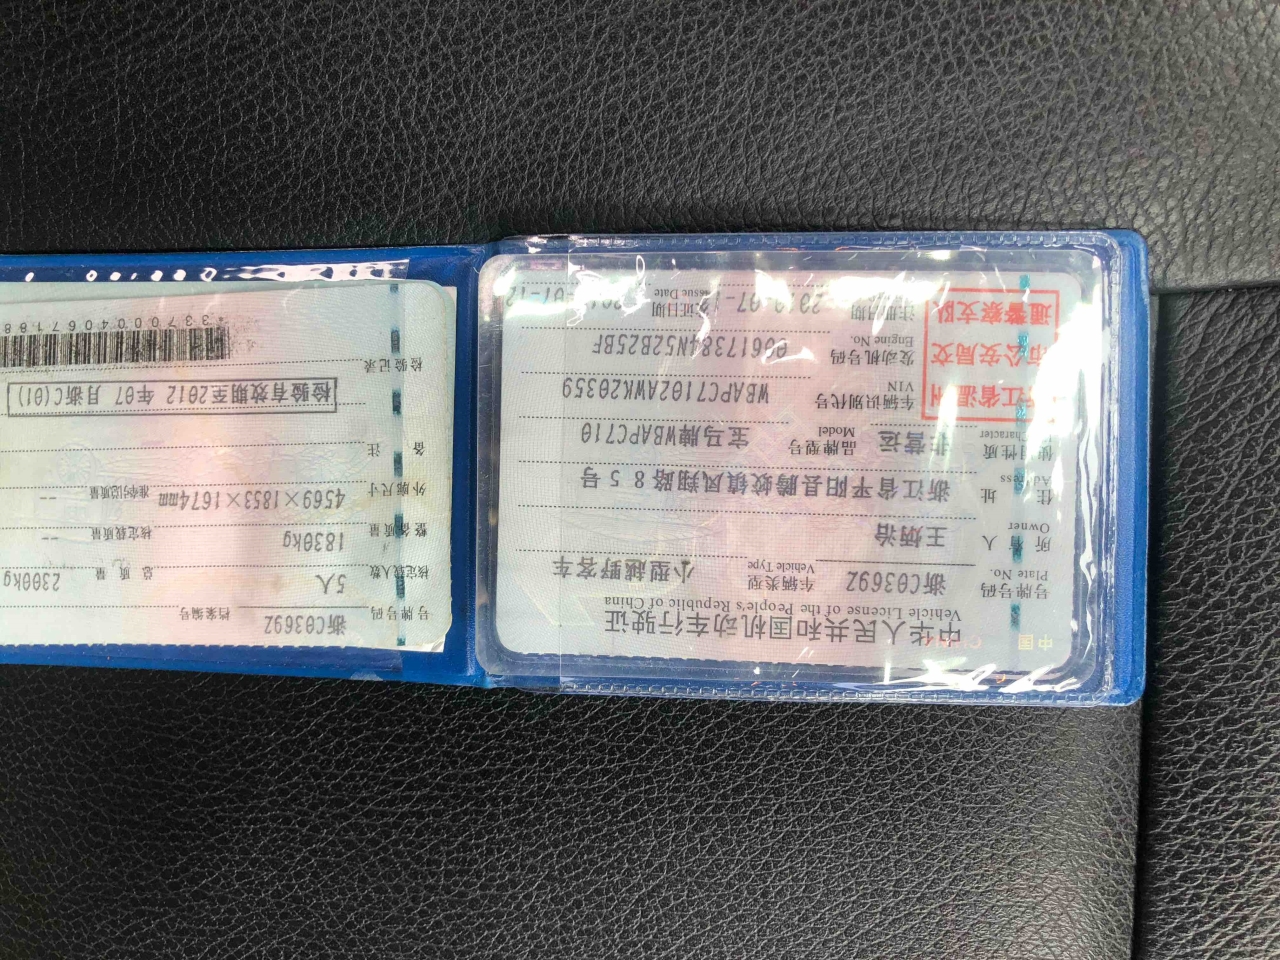 中华人民共和国机动车行驶证
Vehicle License of the People's Republic of China
号牌号码 浙C0369Z 车辆类型 小型越野客车
Plate No. Vehicle Type
所有人 王炳洽
Owner
住址 浙江省平阳县腾蛟镇凤翔路85号
Address
使用性质 非营运 品牌型号 宝马牌WBAPC710
Character Model
车辆识别代号 WBAPC7102AWK20359
VIN
发动机号码 06617384N52B25BF
Engine No.
注册日期 发证日期
Issue Date
浙江省温州
市公安局交
通警察支队
号牌号码 浙C0369Z 档案编号
核定载人数 5人 总质量 2300kg
整备质量 1830kg 核定载质量 --
外廓尺寸 4569×1853×1674mm 准牵引总质量 --
备注
检验有效期至2012年07月浙C(01)
检验记录